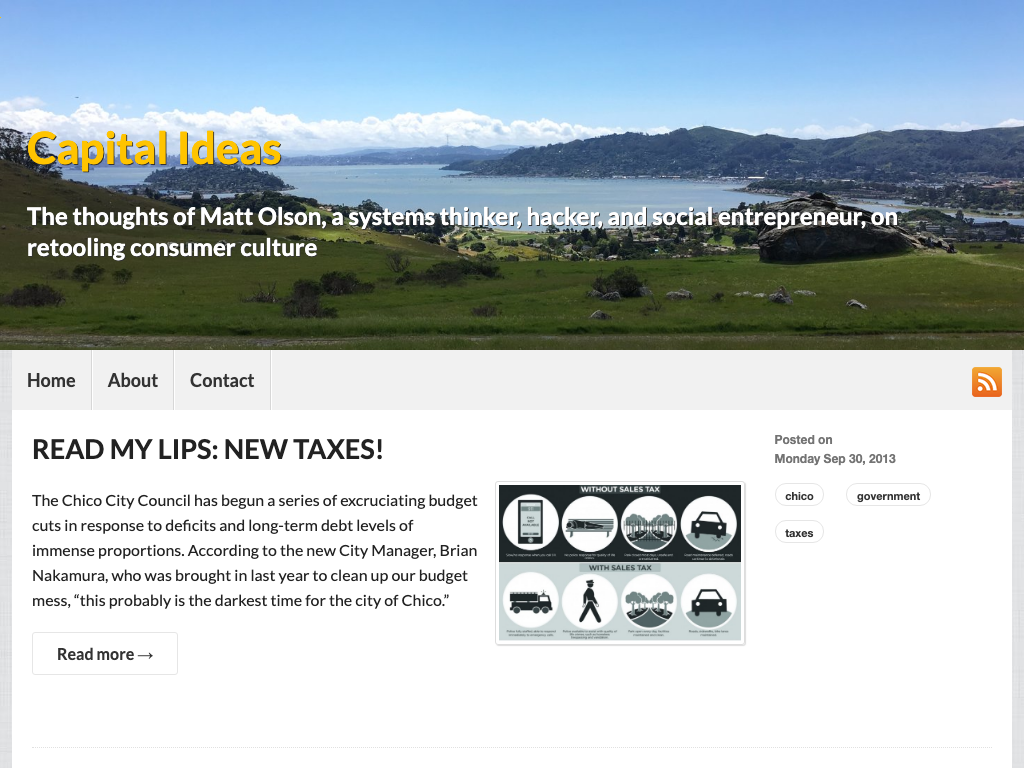 Capital Ideas
The thoughts of Matt Olson, a systems thinker, hacker, and social entrepreneur, on
retooling consumer culture
Home
About
Contact
READ MY LIPS: NEW TAXES!
The Chico City Council has begun a series of excruciating budget
cuts in response to deficits and long-term debt levels of
immense proportions. According to the new City Manager, Brian
Nakamura, who was brought in last year to clean up our budget
mess, “this probably is the darkest time for the city of Chico.”
Read more →
WITHOUT SALES TAX
WITH SALES TAX
Posted on
Monday Sep 30, 2013
chico
government
taxes